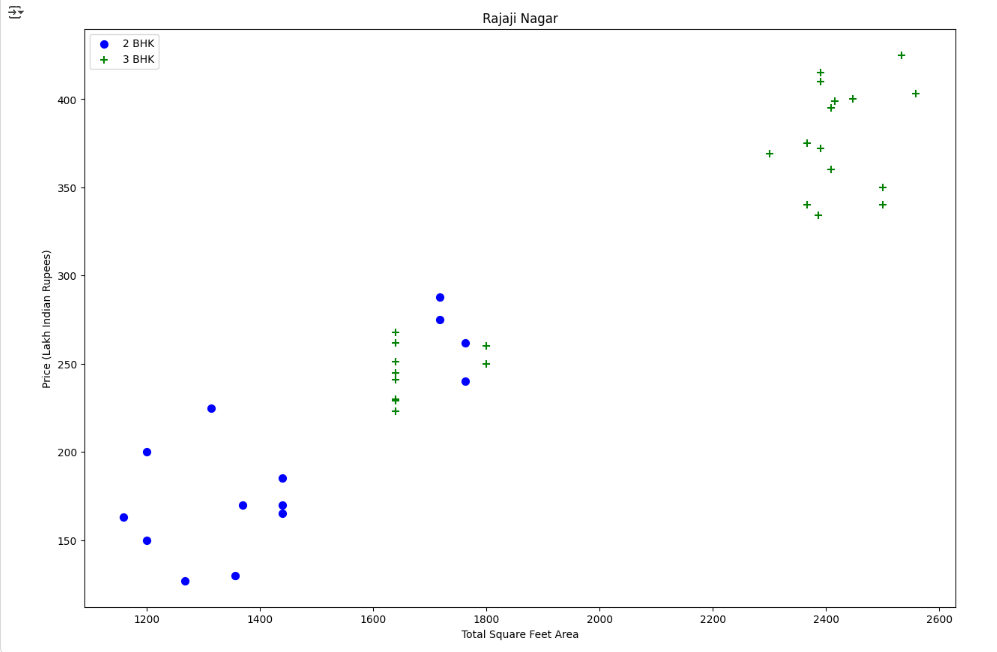 Rajaji Nagar
2 BHK
3 BHK
Price (Lakh Indian Rupees)
400
350
300
250
200
150
1200 1400 1600 1800 2000 2200 2400 2600
Total Square Feet Area